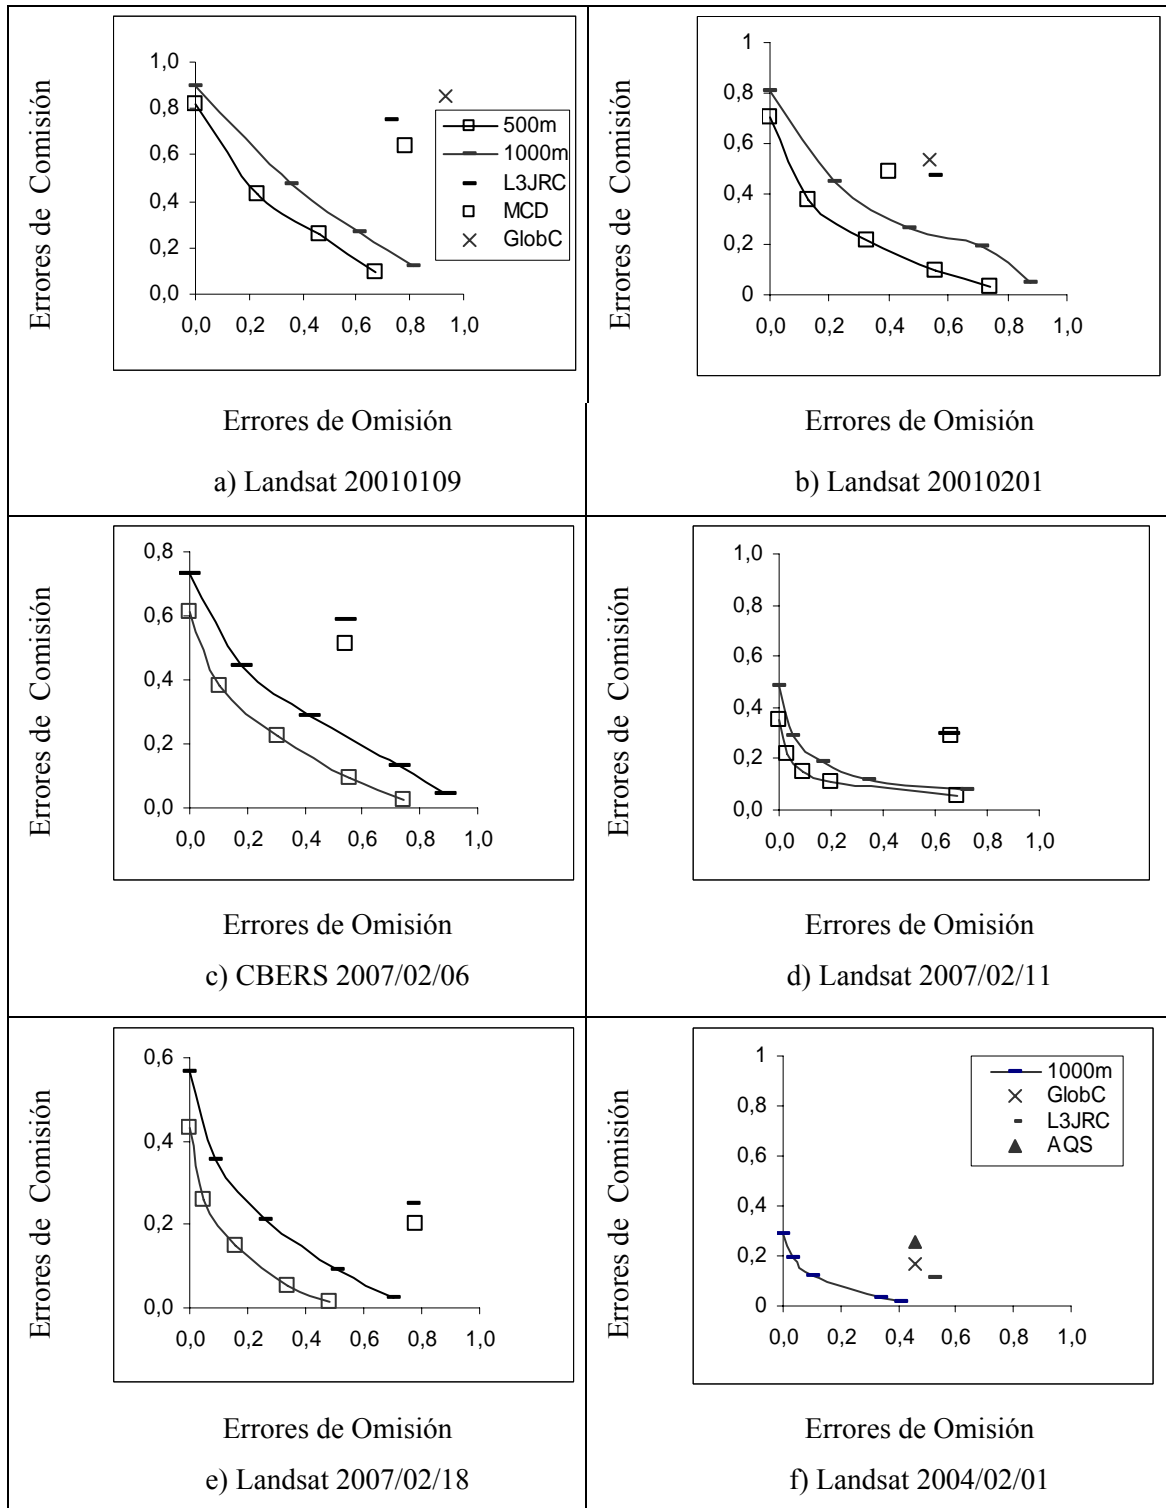 Errores de Comisión
1,0
0,8
0,6
0,4
0,2
0,0
0,0 0,2 0,4 0,6 0,8 1,0
500m
1000m
L3JRC
MCD
GlobC
Errores de Omisión
a) Landsat 20010109
Errores de Comisión
1
0,8
0,6
0,4
0,2
0
0,0 0,2 0,4 0,6 0,8 1,0
Errores de Omisión
b) Landsat 20010201
Errores de Comisión
0,8
0,6
0,4
0,2
0,0
0,0 0,2 0,4 0,6 0,8 1,0
Errores de Omisión
c) CBERS 2007/02/06
Errores de Comisión
1,0
0,8
0,6
0,4
0,2
0,0
0,0 0,2 0,4 0,6 0,8 1,0
Errores de Omisión
d) Landsat 2007/02/11
Errores de Comisión
0,6
0,4
0,2
0,0
0,0 0,2 0,4 0,6 0,8 1,0
Errores de Omisión
e) Landsat 2007/02/18
Errores de Comisión
1
0,8
0,6
0,4
0,2
0
0,0 0,2 0,4 0,6 0,8 1,0
1000m
GlobC
L3JRC
AQS
Errores de Omisión
f) Landsat 2004/02/01